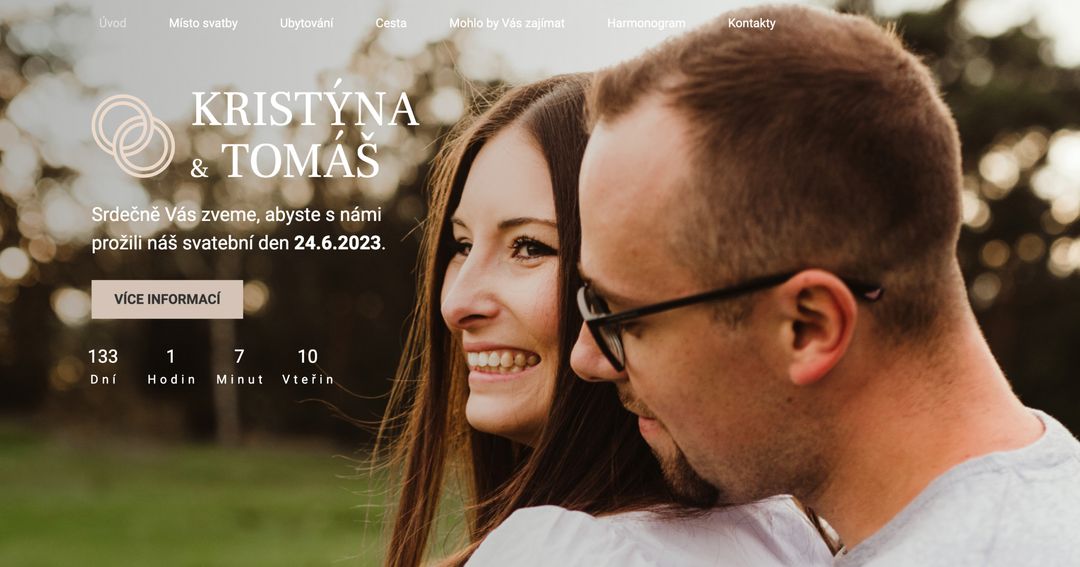 Úvod Místo svatby Ubytování Cesta Mohlo by Vás zajímat Harmonogram Kontakty
KRISTÝNA
& TOMÁŠ
Srdečně Vás zveme, abyste s námi
prožili náš svatební den 24.6.2023.
VÍCE INFORMACÍ
133 1 7 10
Dní Hodin Minut Vteřin